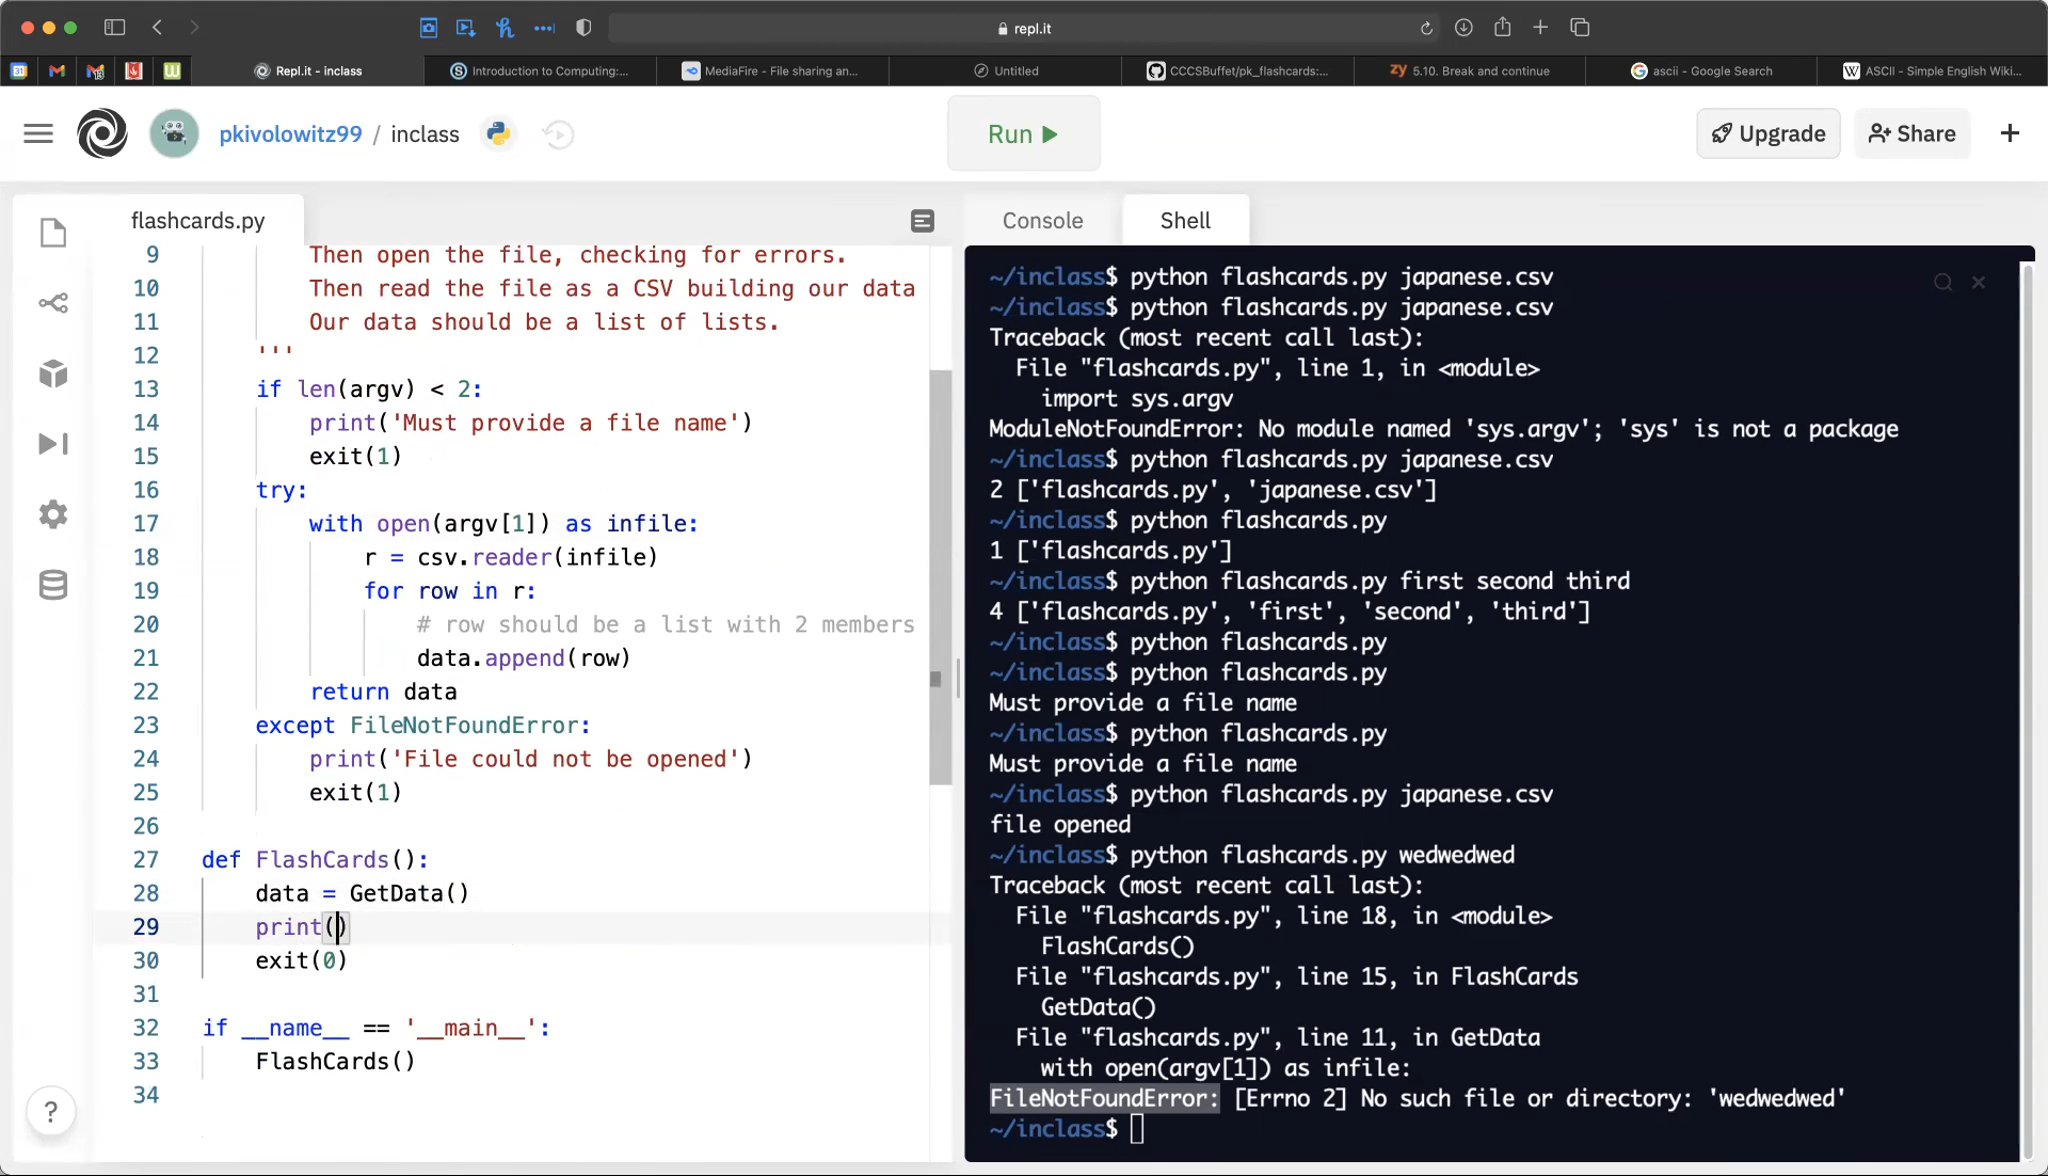 repl.it
Repl.it - inclass
Introduction to Computing:...
MediaFire - File sharing an...
Untitled
CCCSBuffet/pk_flashcards:...
zy 5.10. Break and continue
ascii - Google Search
W ASCII - Simple English Wiki...
pkivolowitz99 / inclass
Run
Upgrade
Share
flashcards.py
9 Then open the file, checking for errors.
10 Then read the file as a CSV building our data
11 Our data should be a list of lists.
12 '''
13 if len(argv) < 2:
14 print('Must provide a file name')
15 exit(1)
16 try:
17 with open(argv[1]) as infile:
18 r = csv.reader(infile)
19 for row in r:
20 # row should be a list with 2 members
21 data.append(row)
22 return data
23 except FileNotFoundError:
24 print('File could not be opened')
25 exit(1)
26
27 def FlashCards():
28 data = GetData()
29 print()
30 exit(0)
31
32 if __name__ == '__main__':
33 FlashCards()
34
?
Console
Shell
~/inclass$ python flashcards.py japanese.csv
~/inclass$ python flashcards.py japanese.csv
Traceback (most recent call last):
File "flashcards.py", line 1, in <module>
import sys.argv
ModuleNotFoundError: No module named 'sys.argv'; 'sys' is not a package
~/inclass$ python flashcards.py japanese.csv
2 ['flashcards.py', 'japanese.csv']
~/inclass$ python flashcards.py
1 ['flashcards.py']
~/inclass$ python flashcards.py first second third
4 ['flashcards.py', 'first', 'second', 'third']
~/inclass$ python flashcards.py
~/inclass$ python flashcards.py
Must provide a file name
~/inclass$ python flashcards.py
Must provide a file name
~/inclass$ python flashcards.py japanese.csv
file opened
~/inclass$ python flashcards.py wedwedwed
Traceback (most recent call last):
File "flashcards.py", line 18, in <module>
FlashCards()
File "flashcards.py", line 15, in FlashCards
GetData()
File "flashcards.py", line 11, in GetData
with open(argv[1]) as infile:
FileNotFoundError: [Errno 2] No such file or directory: 'wedwedwed'
~/inclass$